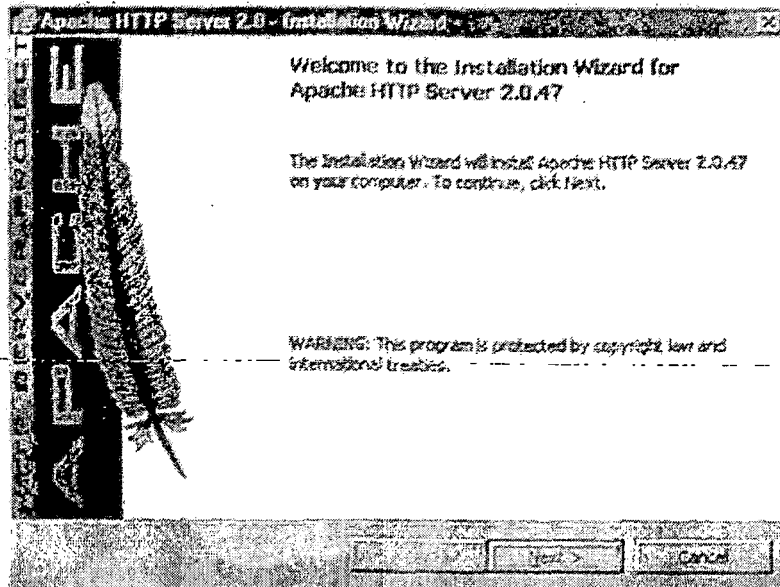 Apache HTTP Server 2.0 - Installation Wizard
APACHE
Welcome to the Installation Wizard for
Apache HTTP Server 2.0.47
The Installation Wizard will install Apache HTTP Server 2.0.47
on your computer. To continue, click Next.
WARNING: This program is protected by copyright law and
international treaties.
Next >
Cancel